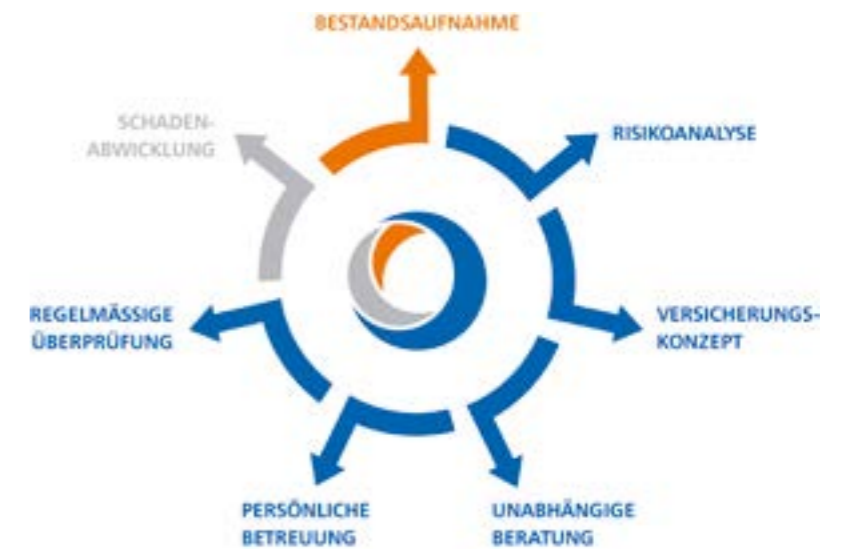 BESTANDSAUFNAHME
RISIKOANALYSE
VERSICHERUNGS-
KONZEPT
UNABHÄNGIGE
BERATUNG
PERSÖNLICHE
BETREUUNG
REGELMÄSSIGE
ÜBERPRÜFUNG
SCHADEN-
ABWICKLUNG